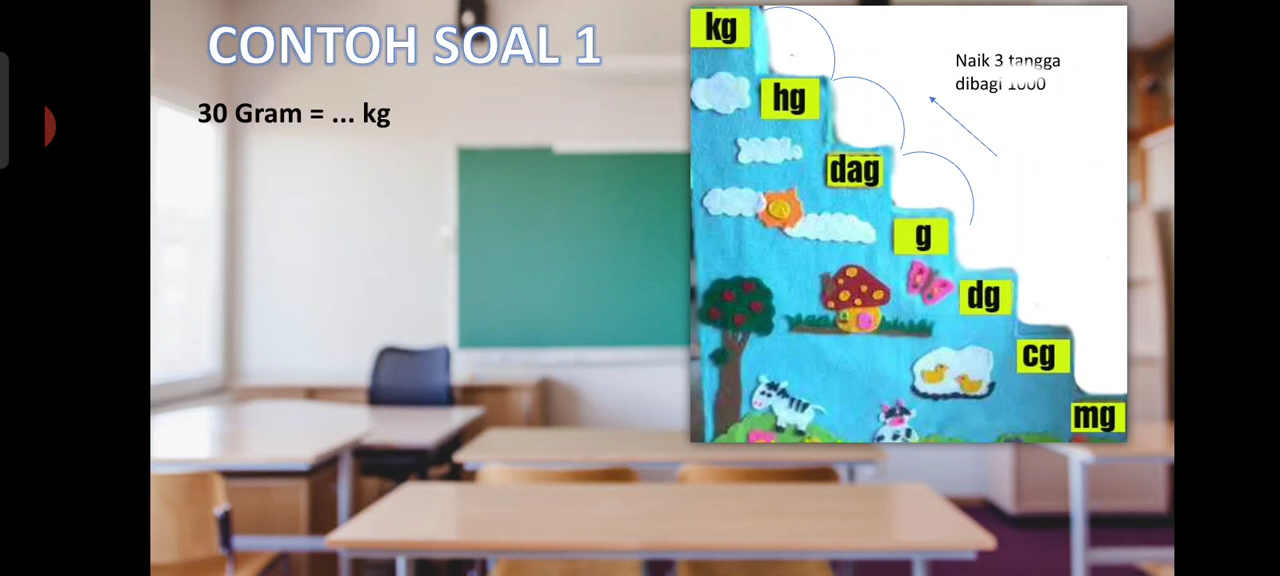 CONTOH SOAL 1
30 Gram = ... kg
Naik 3 tangga
dibagi 1000
kg
hg
dag
g
dg
cg
mg